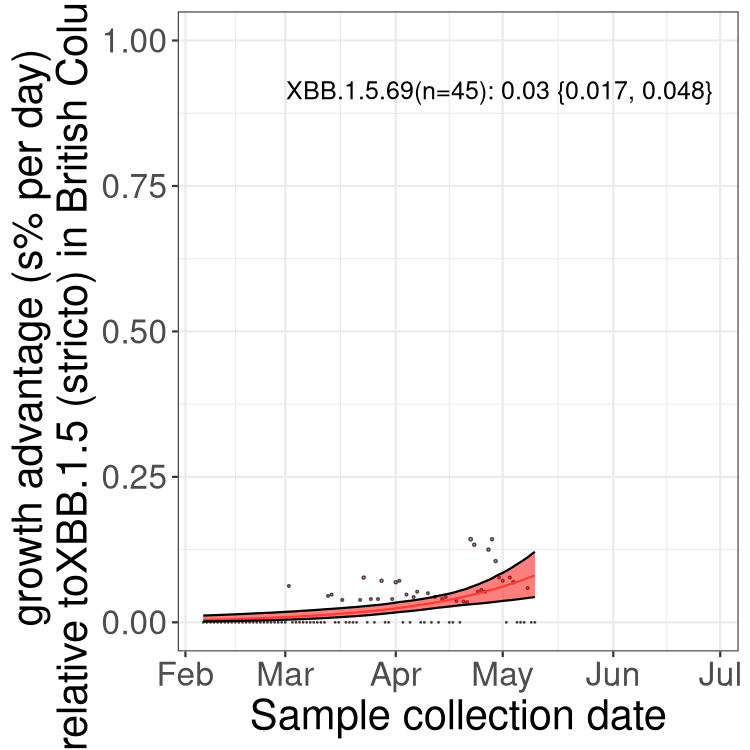 growth advantage (s% per day)
relative toXBB.1.5 (stricto) in British Colu
1.00
0.75
0.50
0.25
0.00
XBB.1.5.69(n=45): 0.03 {0.017, 0.048}
Feb Mar Apr May Jun Jul
Sample collection date